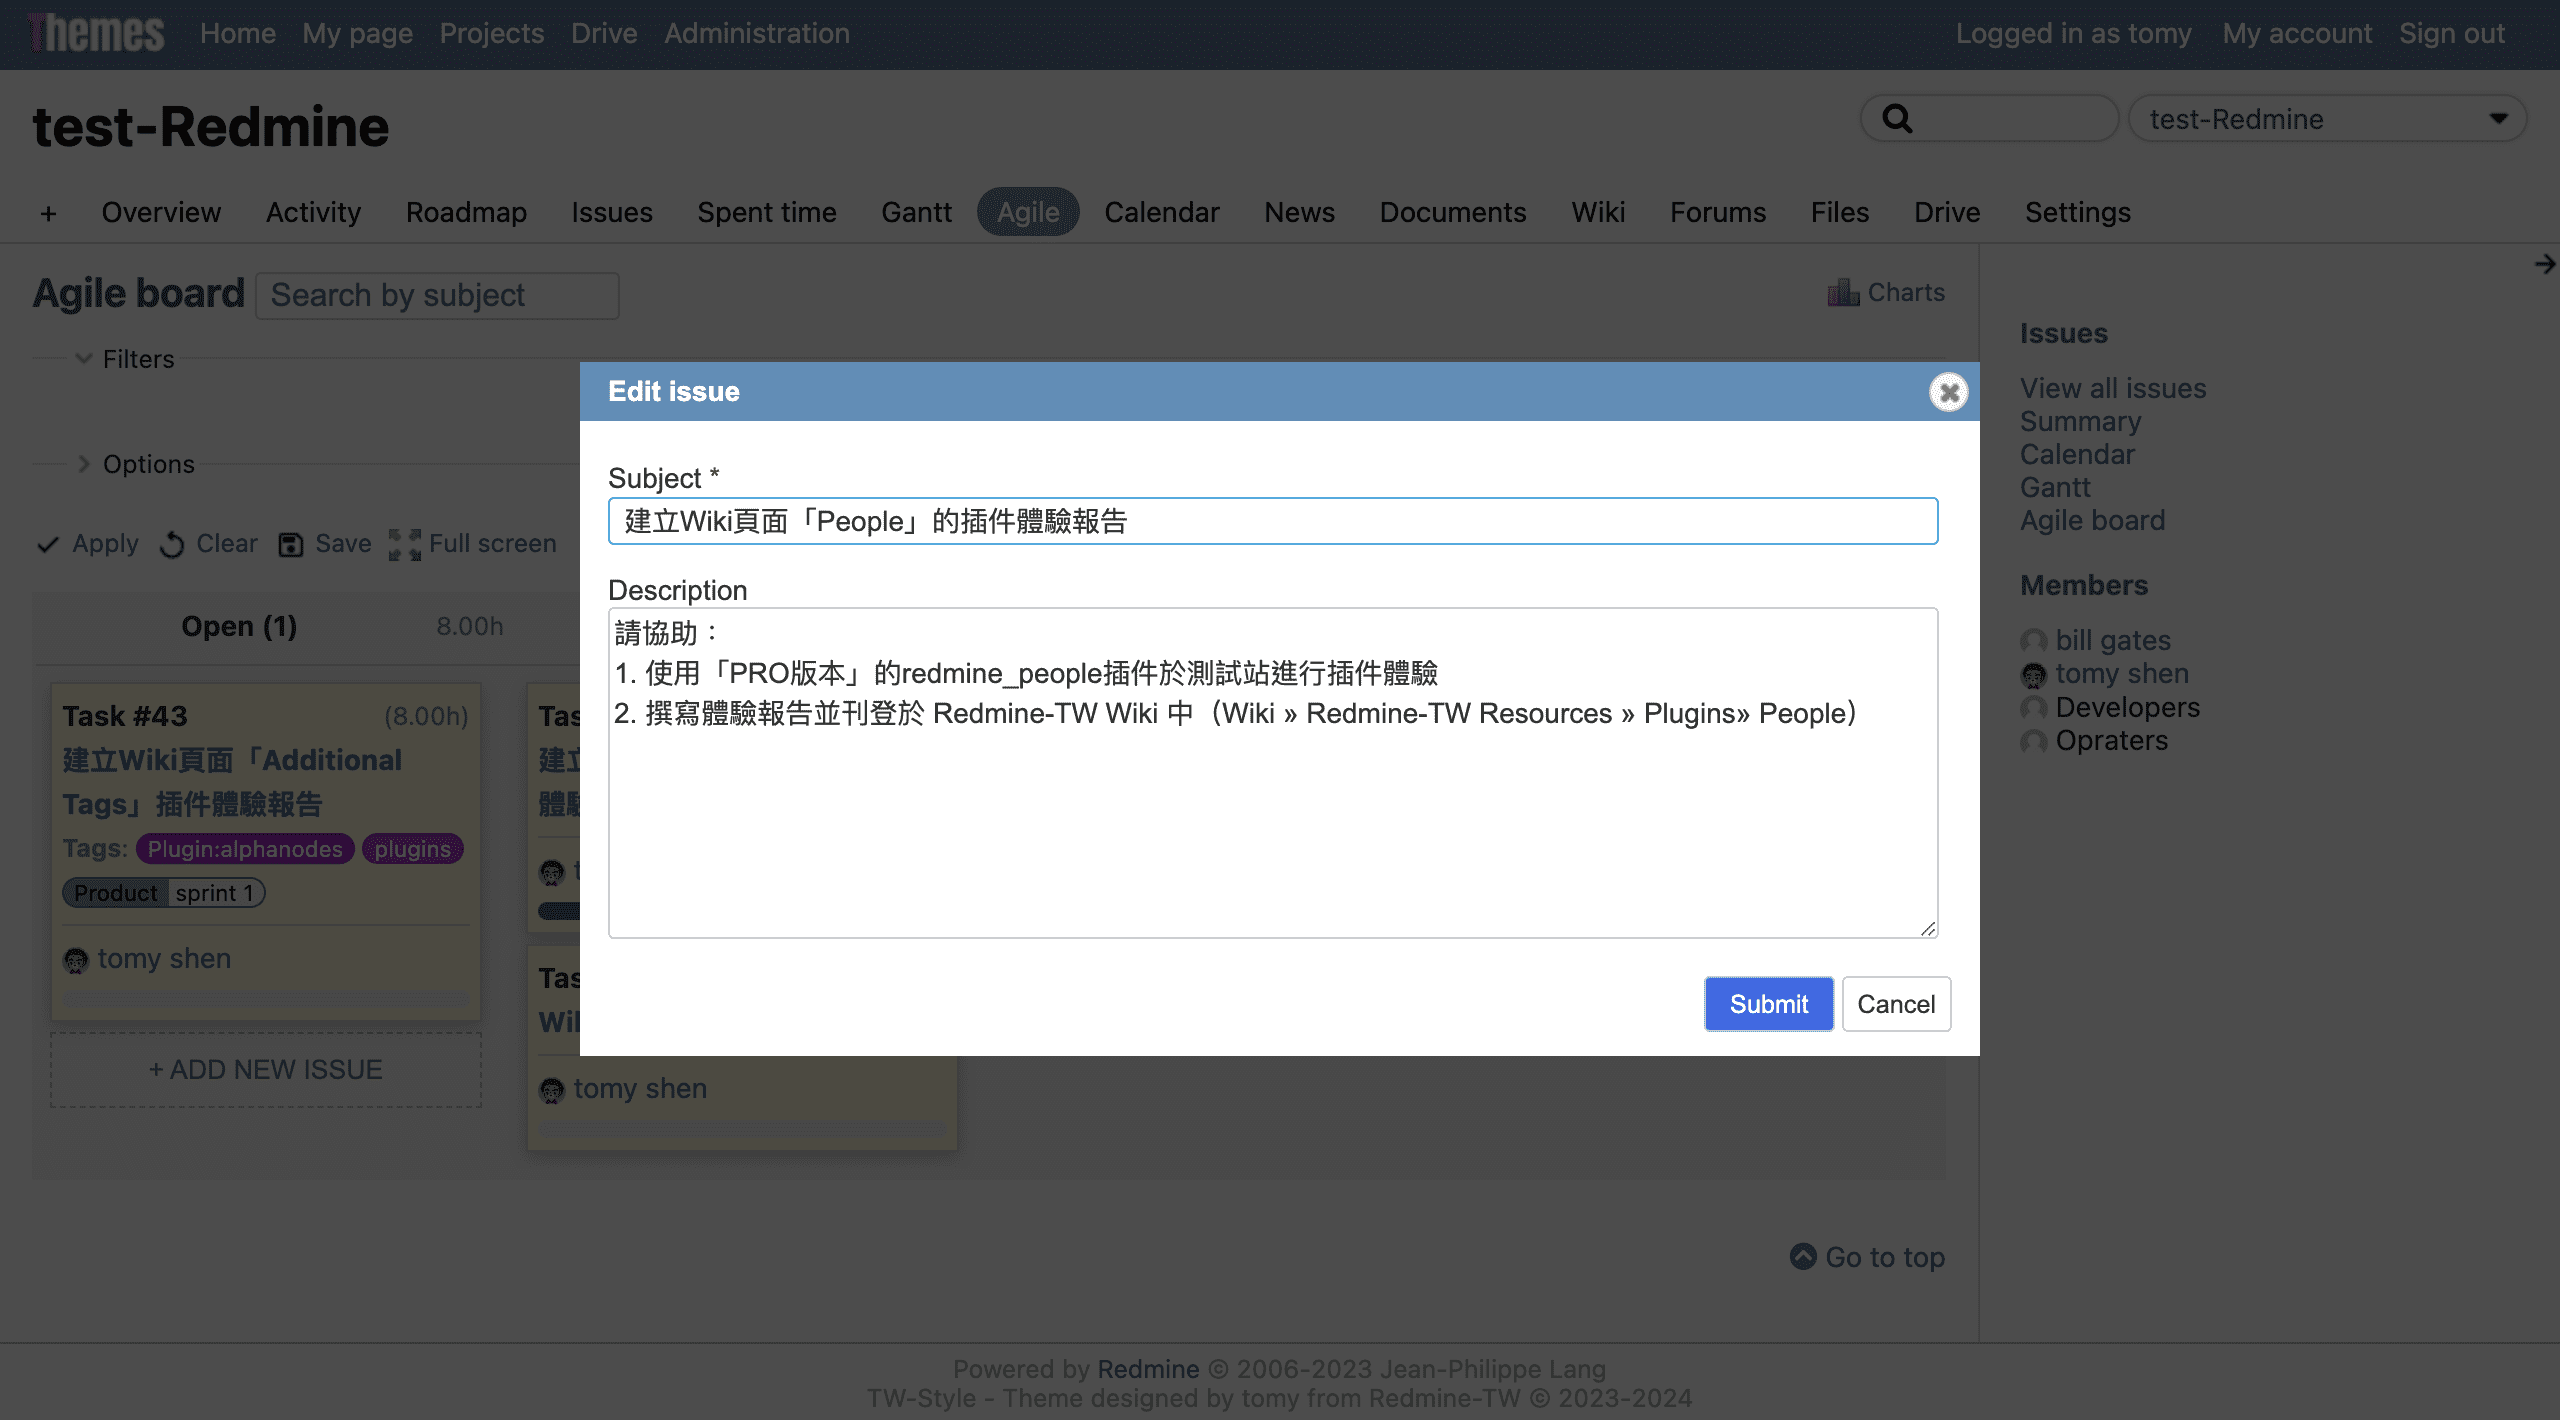 Themes Home My page Projects Drive Administration Logged in as tomy My account Sign out
test-Redmine
test-Redmine
+ Overview Activity Roadmap Issues Spent time Gantt Agile Calendar News Documents Wiki Forums Files Drive Settings
Agile board Search by subject Charts
Filters
Options
Apply Clear Save Full screen
Open (1) 8.00h
Task #43 (8.00h)
建立Wiki頁面「Additional
Tags」插件體驗報告
Tags: Plugin:alphanodes plugins
Product sprint 1
tomy shen
+ ADD NEW ISSUE
tomy shen
Edit issue
Subject *
建立Wiki頁面「People」的插件體驗報告
Description
請協助：
1. 使用「PRO版本」的redmine_people插件於測試站進行插件體驗
2. 撰寫體驗報告並刊登於 Redmine-TW Wiki 中（Wiki » Redmine-TW Resources » Plugins» People）
Submit Cancel
Issues
View all issues
Summary
Calendar
Gantt
Agile board
Members
bill gates
tomy shen
Developers
Opraters
Go to top
Powered by Redmine © 2006-2023 Jean-Philippe Lang
TW-Style - Theme designed by tomy from Redmine-TW © 2023-2024